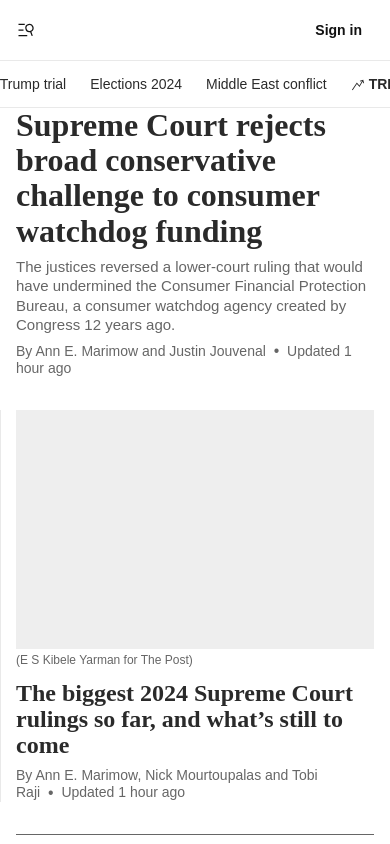 Sign in
Trump trial Elections 2024 Middle East conflict TRE
Supreme Court rejects
broad conservative
challenge to consumer
watchdog funding
The justices reversed a lower-court ruling that would
have undermined the Consumer Financial Protection
Bureau, a consumer watchdog agency created by
Congress 12 years ago.
By Ann E. Marimow and Justin Jouvenal • Updated 1
hour ago
(E S Kibele Yarman for The Post)
The biggest 2024 Supreme Court
rulings so far, and what’s still to
come
By Ann E. Marimow, Nick Mourtoupalas and Tobi
Raji • Updated 1 hour ago